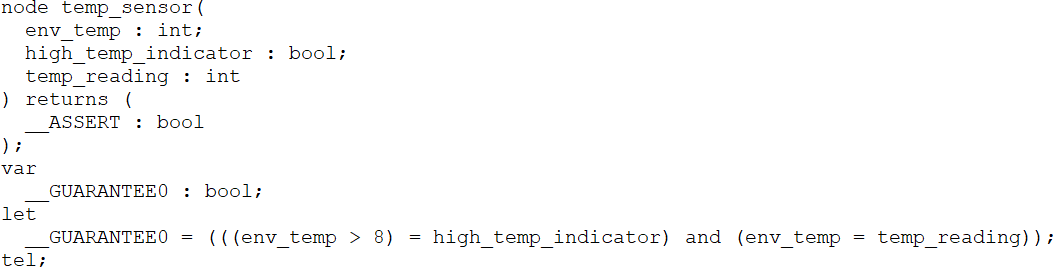 node temp_sensor(
  env_temp : int;
  high_temp_indicator : bool;
  temp_reading : int
) returns (
  __ASSERT : bool
);
var
  __GUARANTEE0 : bool;
let
  __GUARANTEE0 = (((env_temp > 8) = high_temp_indicator) and (env_temp = temp_reading));
tel;